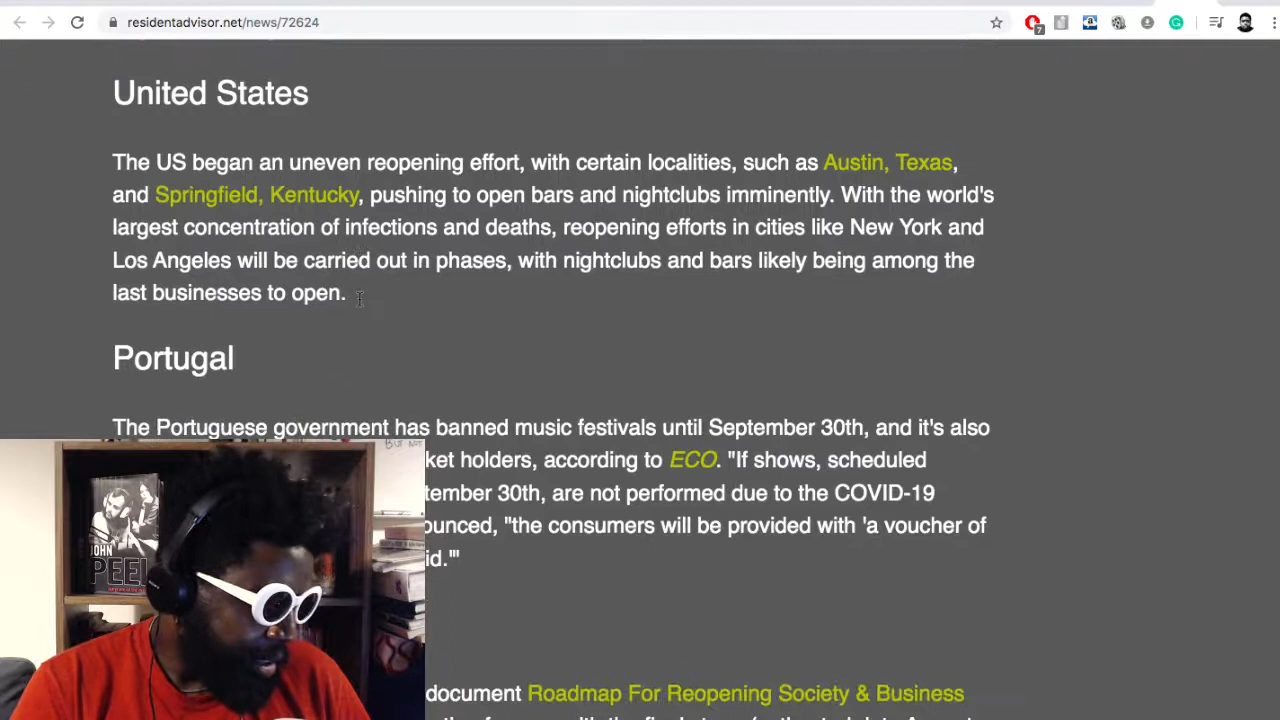 residentadvisor.net/news/72624
7
United States
The US began an uneven reopening effort, with certain localities, such as Austin, Texas,
and Springfield, Kentucky, pushing to open bars and nightclubs imminently. With the world's
largest concentration of infections and deaths, reopening efforts in cities like New York and
Los Angeles will be carried out in phases, with nightclubs and bars likely being among the
last businesses to open.
Portugal
The Portuguese government has banned music festivals until September 30th, and it's also
ket holders, according to ECO. "If shows, scheduled
tember 30th, are not performed due to the COVID-19
ounced, "the consumers will be provided with 'a voucher of
id.'"
BUT NOT
JOHN
PEEL
document Roadmap For Reopening Society & Business